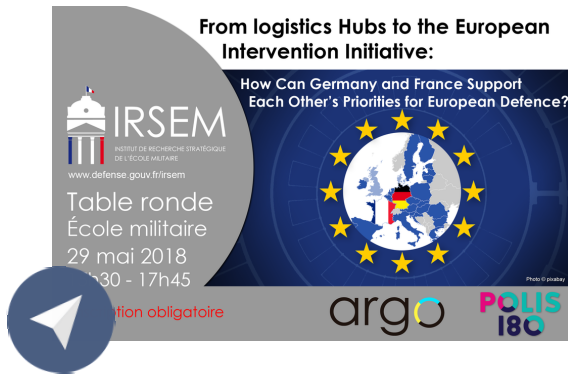 From logistics Hubs to the European
Intervention Initiative:
How Can Germany and France Support
Each Other's Priorities for European Defence?
IRSEM
INSTITUT DE RECHERCHE STRATÉGIQUE
DE L'ÉCOLE MILITAIRE
www.defense.gouv.fr/irsem
Table ronde
École militaire
29 mai 2018
h30 - 17h45
obligatoire
Photo © pixabay
argo
POLIS
180